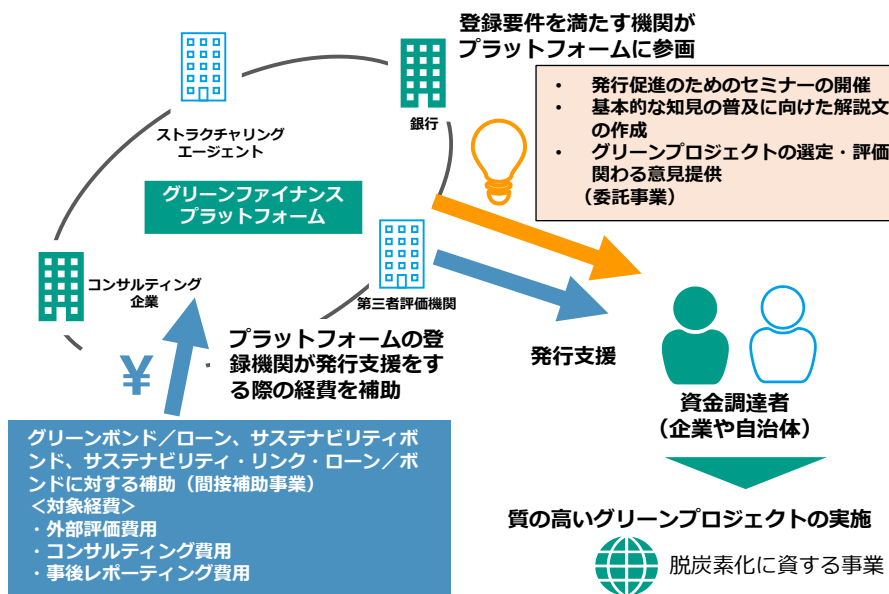 登録要件を満たす機関が
プラットフォームに参画
・ 発行促進のためのセミナーの開催
・ 基本的な知見の普及に向けた解説文
の作成
・ グリーンプロジェクトの選定・評価
関わる意見提供
（委託事業）
ストラクチャリング
エージェント
銀行
グリーンファイナンス
プラットフォーム
コンサルティング
企業
第三者評価機関
プラットフォームの登
録機関が発行支援をす
る際の経費を補助
¥
発行支援
資金調達者
（企業や自治体）
グリーンボンド／ローン、サステナビリティボ
ンド、サステナビリティ・リンク・ローン／ボ
ンドに対する補助（間接補助事業）
＜対象経費＞
・外部評価費用
・コンサルティング費用
・事後レポーティング費用
質の高いグリーンプロジェクトの実施
脱炭素化に資する事業